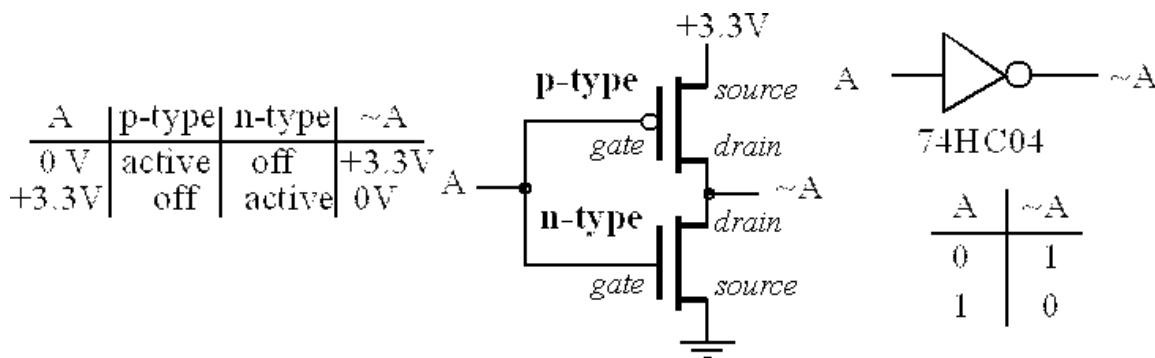 A p-type n-type ~A
0 V active off +3.3V
+3.3V off active 0V
+3.3V
p-type
source
gate
drain
A
~A
n-type
drain
gate
source
A
~A
74HC04
A ~A
0 1
1 0